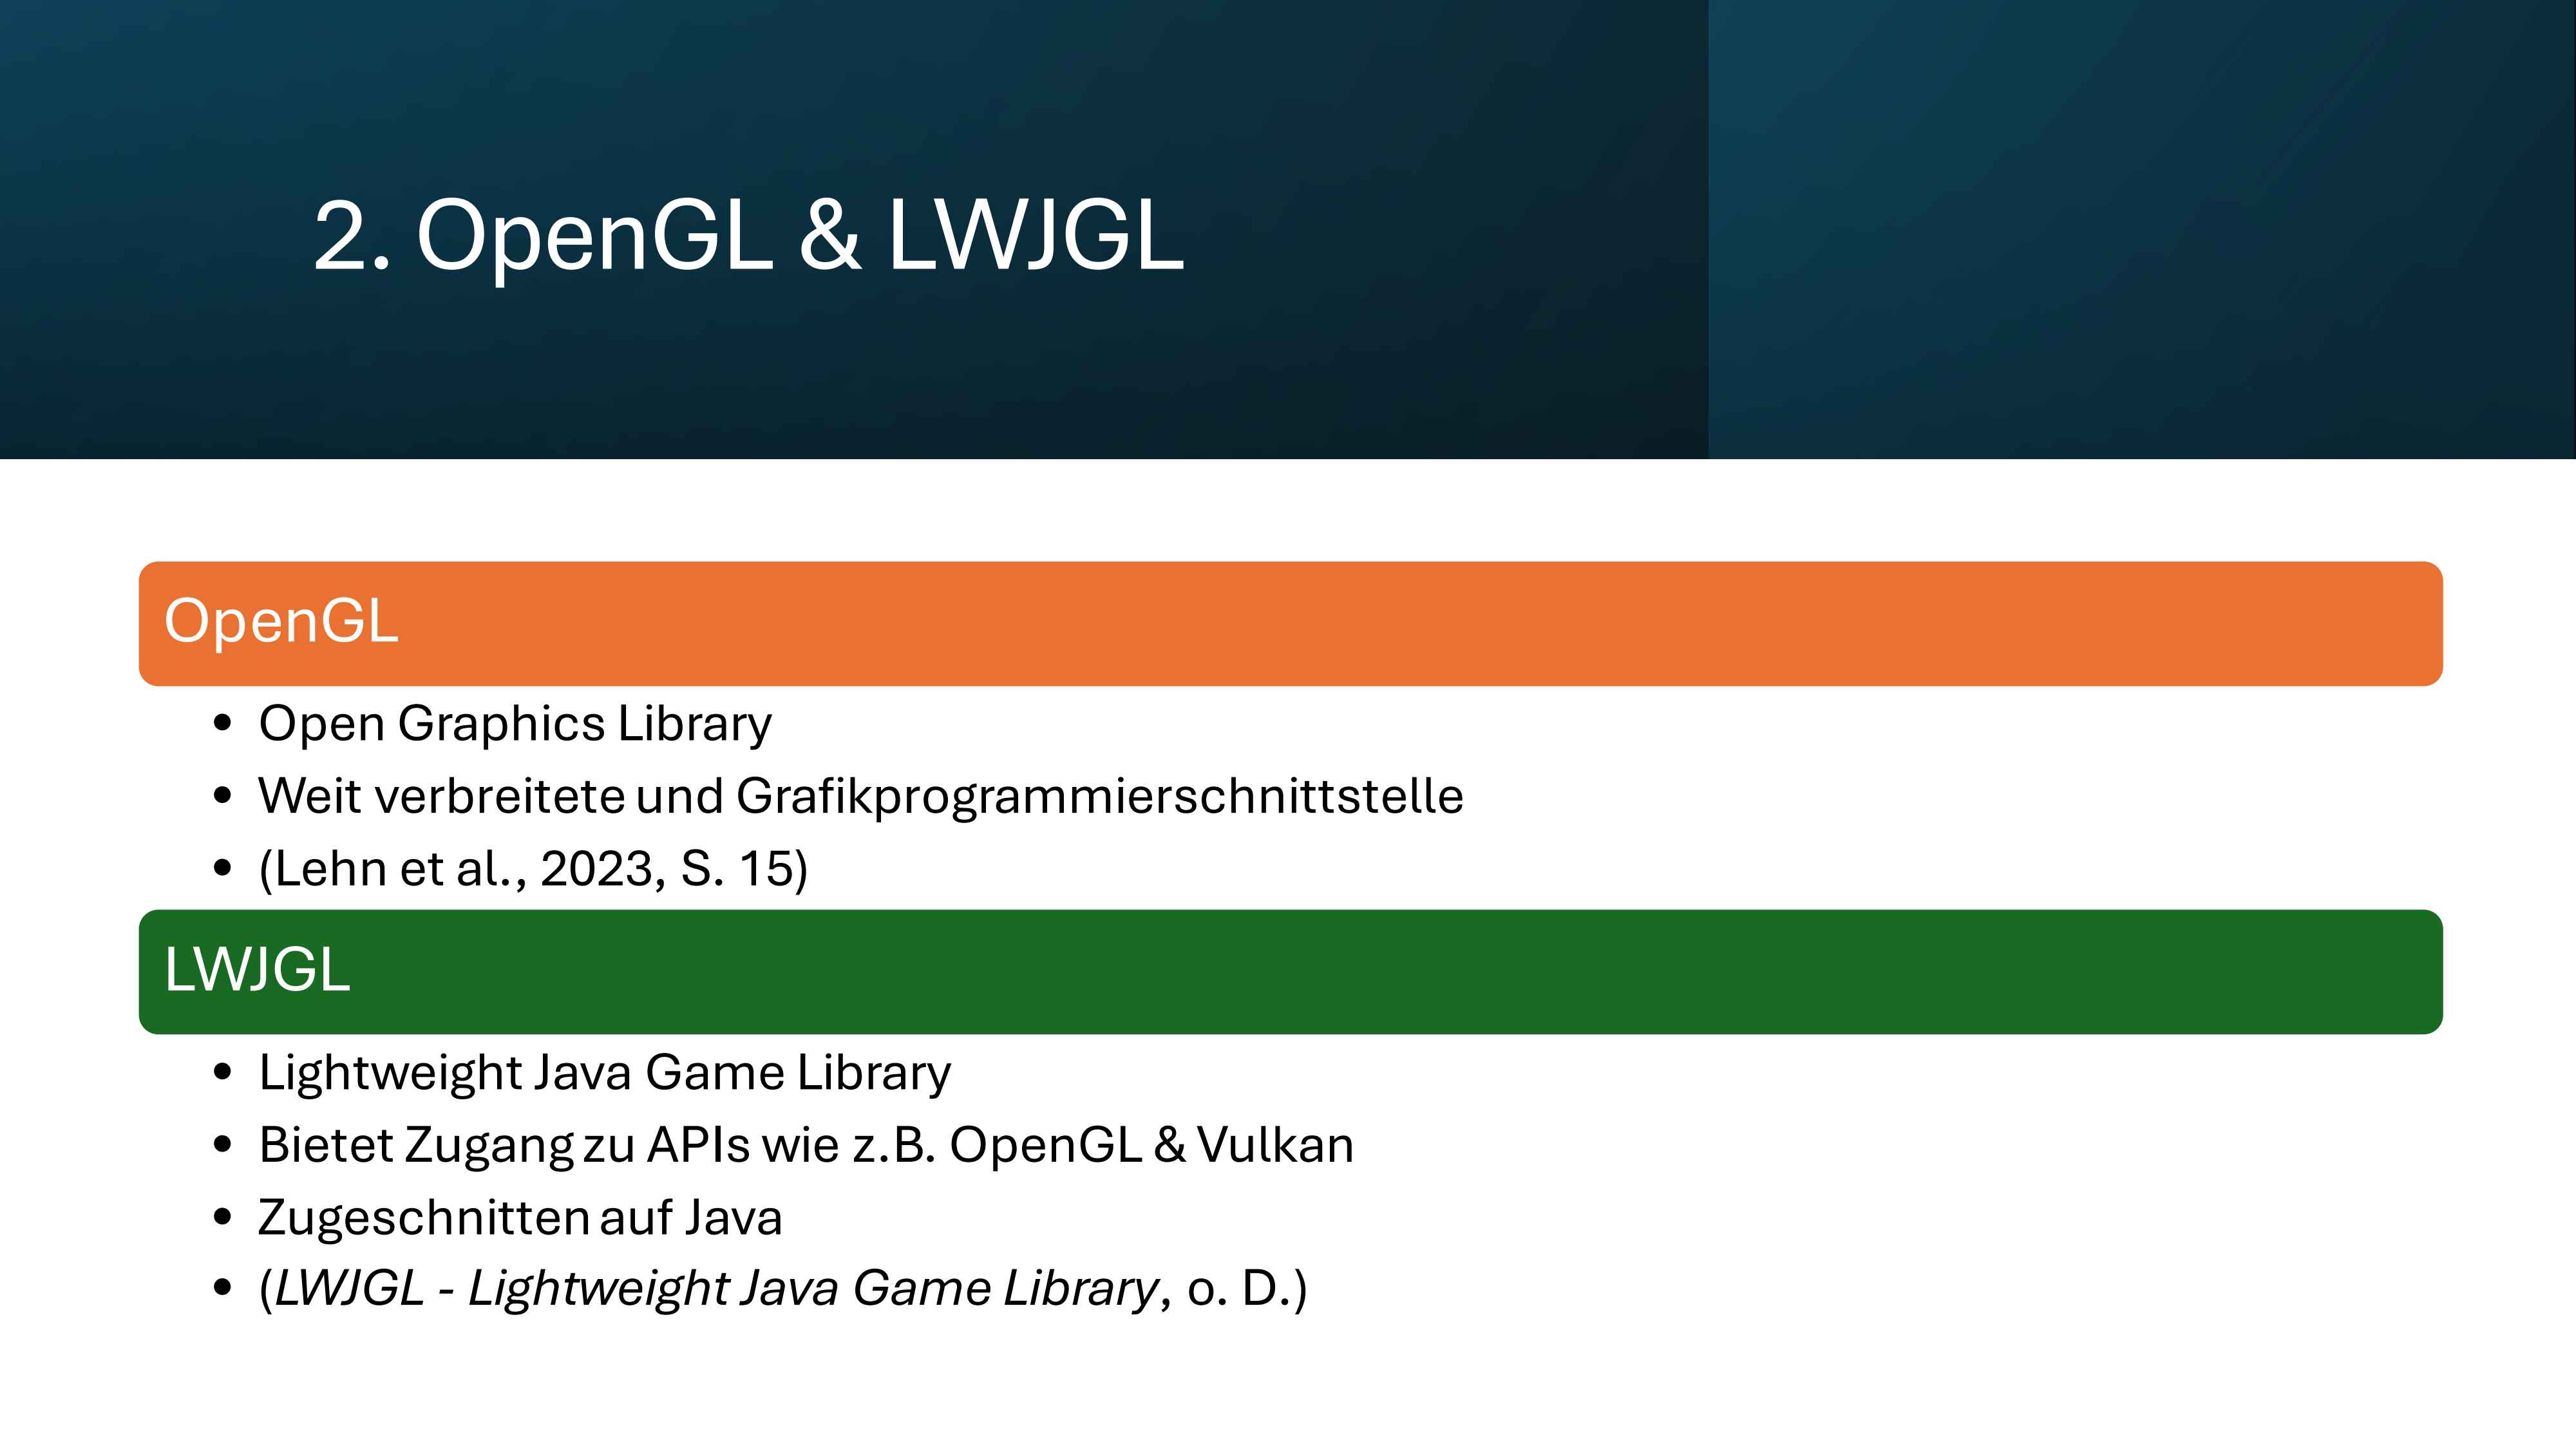 2. OpenGL & LWJGL
OpenGL
• Open Graphics Library
• Weit verbreitete und Grafikprogrammierschnittstelle
• (Lehn et al., 2023, S. 15)
LWJGL
• Lightweight Java Game Library
• Bietet Zugang zu APIs wie z.B. OpenGL & Vulkan
• Zugeschnitten auf Java
• (LWJGL - Lightweight Java Game Library, o. D.)